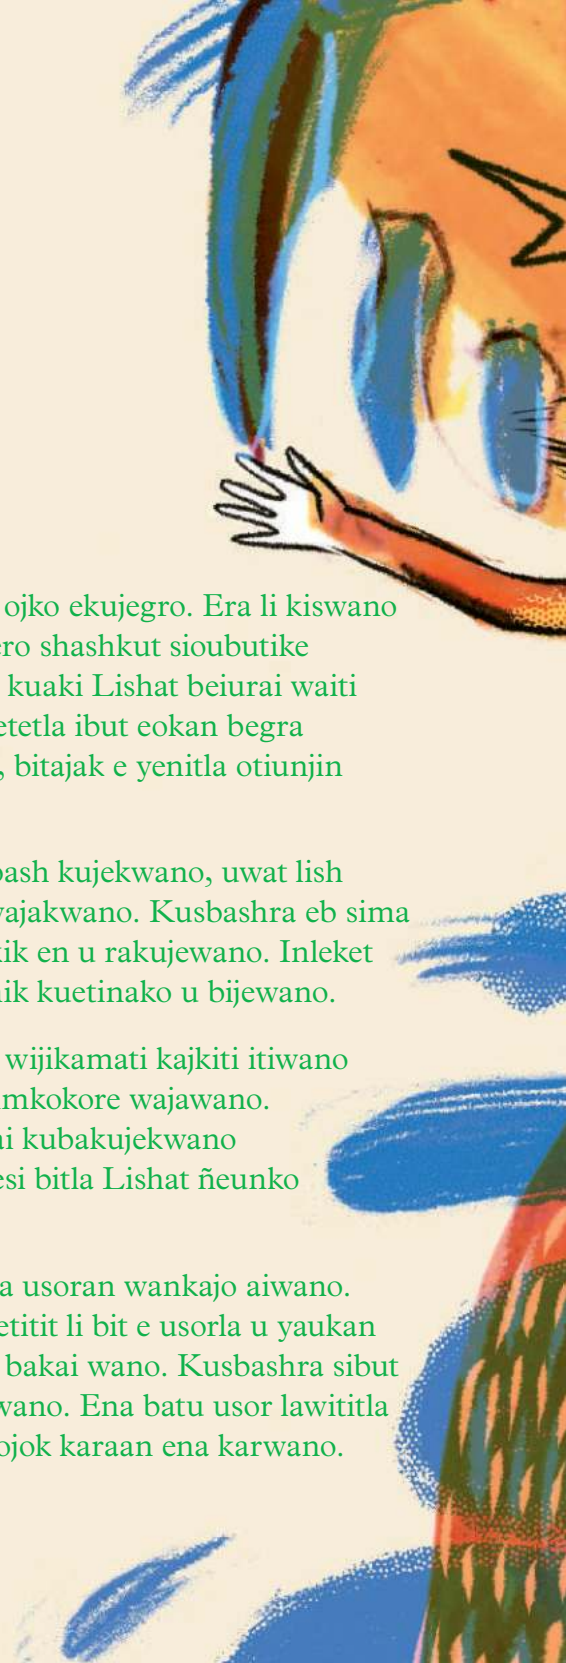 ojko ekujegro. Era li kiswano
ero shashkut sioubutike
kuaki Lishat beiurai waiti
etetla ibut eokan begra
, bitajak e yenitla otiunjin
bash kujekwano, uwat lish
vajakwano. Kusbashra eb sima
kik en u rakujewano. Inleket
nik kuetinako u bijewano.
wijikamati kajkiti itiwano
mkokore wajawano.
ai kubakujekwano
esi bitla Lishat ñeunko
a usoran wankajo aiwano.
etitit li bit e usorla u yaukan
bakai wano. Kusbashra sibut
wano. Ena batu usor lawititla
ojok karaan ena karwano.